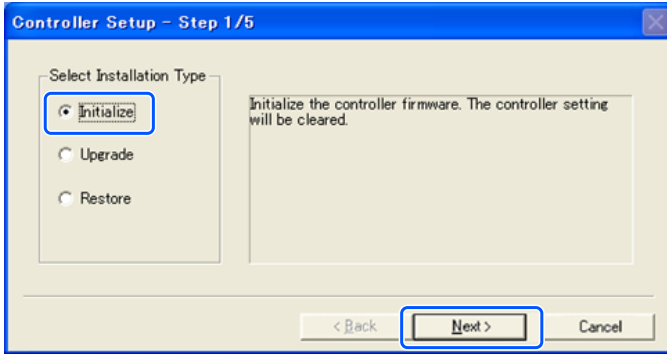 Controller Setup - Step 1/5
Select Installation Type
Initialize
Upgrade
Restore
Initialize the controller firmware. The controller setting
will be cleared.
< Back
Next >
Cancel